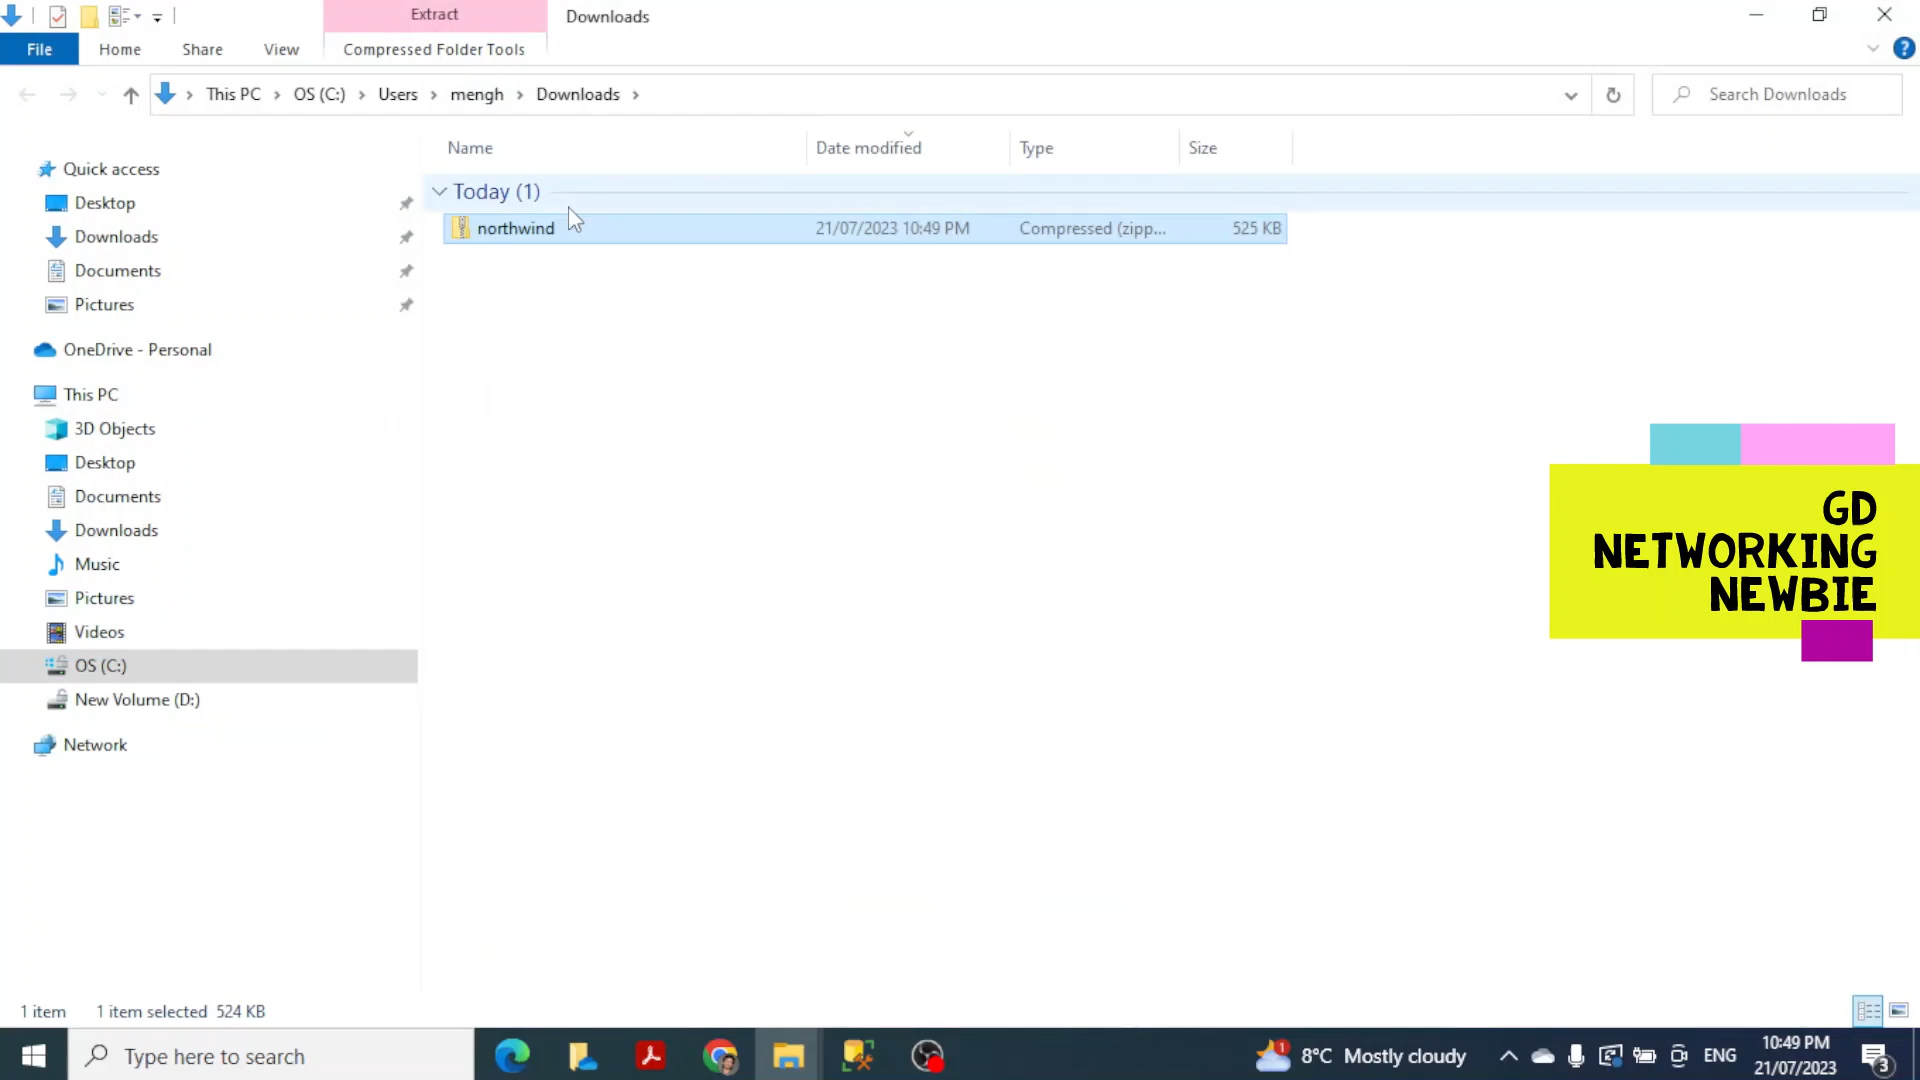 Extract
Downloads
File
Home
Share
View
Compressed Folder Tools
This PC
OS (C:)
Users
mengh
Downloads
Search Downloads
Name
Date modified
Type
Size
Quick access
Desktop
Downloads
Documents
Pictures
OneDrive - Personal
This PC
3D Objects
Desktop
Documents
Downloads
Music
Pictures
Videos
OS (C:)
New Volume (D:)
Network
Today (1)
northwind
21/07/2023 10:49 PM
Compressed (zipp...
525 KB
GD
NETWORKING
NEWBIE
1 item
1 item selected 524 KB
Type here to search
1
8°C Mostly cloudy
ENG
10:49 PM
21/07/2023
3